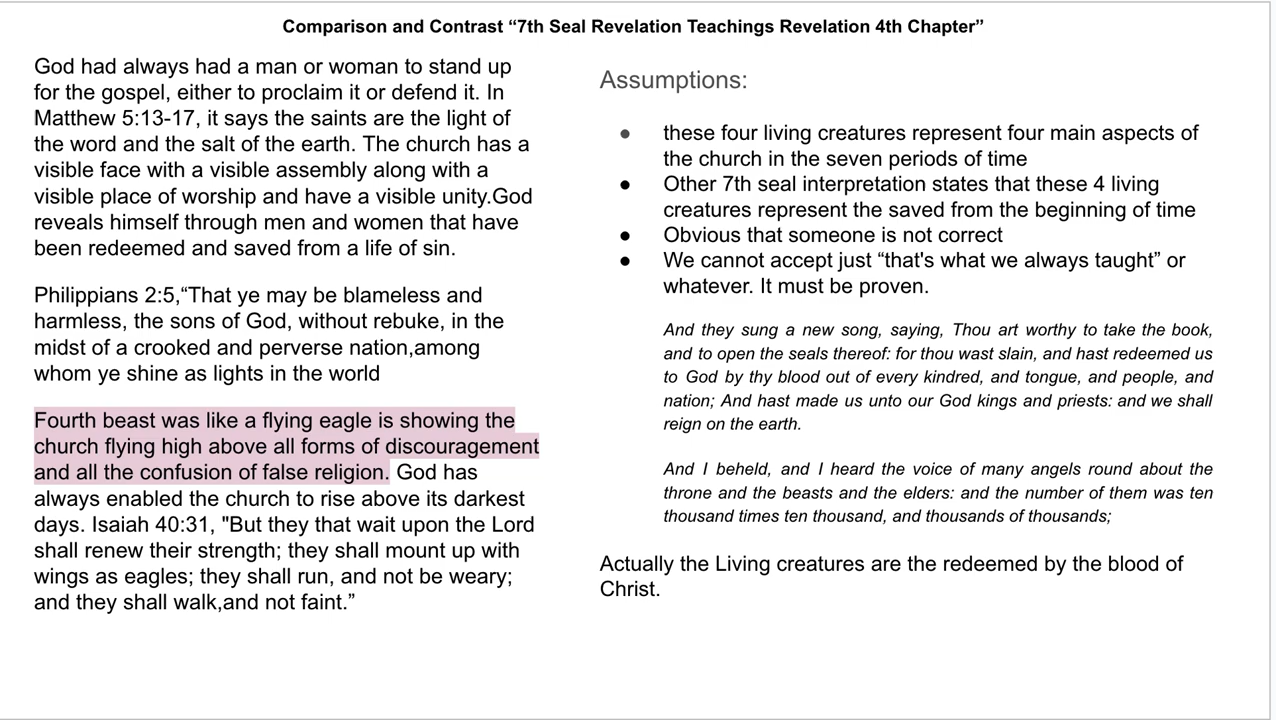 Comparison and Contrast “7th Seal Revelation Teachings Revelation 4th Chapter”
God had always had a man or woman to stand up
for the gospel, either to proclaim it or defend it. In
Matthew 5:13-17, it says the saints are the light of
the word and the salt of the earth. The church has a
visible face with a visible assembly along with a
visible place of worship and have a visible unity.God
reveals himself through men and women that have
been redeemed and saved from a life of sin.
Philippians 2:5,“That ye may be blameless and
harmless, the sons of God, without rebuke, in the
midst of a crooked and perverse nation,among
whom ye shine as lights in the world
Fourth beast was like a flying eagle is showing the
church flying high above all forms of discouragement
and all the confusion of false religion. God has
always enabled the church to rise above its darkest
days. Isaiah 40:31, "But they that wait upon the Lord
shall renew their strength; they shall mount up with
wings as eagles; they shall run, and not be weary;
and they shall walk,and not faint.”
Assumptions:
● these four living creatures represent four main aspects of
the church in the seven periods of time
● Other 7th seal interpretation states that these 4 living
creatures represent the saved from the beginning of time
● Obvious that someone is not correct
● We cannot accept just “that's what we always taught” or
whatever. It must be proven.
And they sung a new song, saying, Thou art worthy to take the book,
and to open the seals thereof: for thou wast slain, and hast redeemed us
to God by thy blood out of every kindred, and tongue, and people, and
nation; And hast made us unto our God kings and priests: and we shall
reign on the earth.
And I beheld, and I heard the voice of many angels round about the
throne and the beasts and the elders: and the number of them was ten
thousand times ten thousand, and thousands of thousands;
Actually the Living creatures are the redeemed by the blood of
Christ.